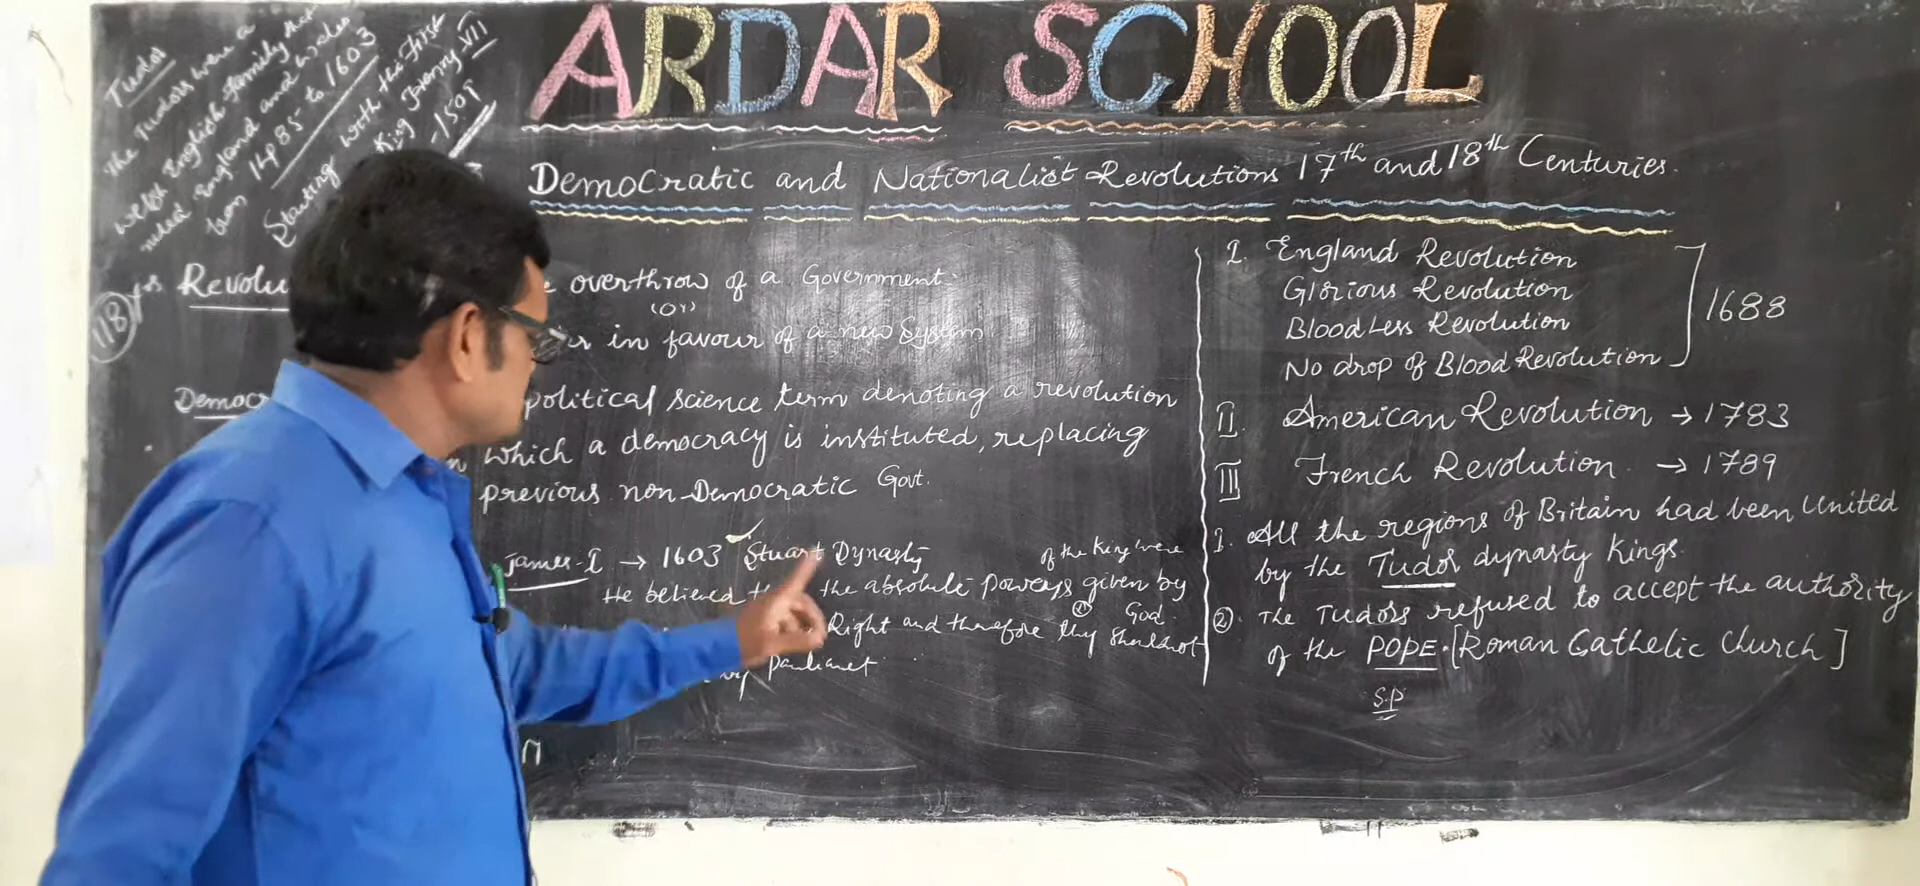 ARDAR SCHOOL
Tudor
The Tudors were a
Welsh English family that
ruled England and wales
from 1485 to 1603
Starting with the first
King Henry VII
-1509
Democratic and Nationalist Revolutions 17th and 18th Centuries.
118 yrs
Revolu
overthrow of a Government.
(or)
in favour of a new System
Democ
political science term denoting a revolution
in which a democracy is instituted, replacing
previous non-Democratic Govt.
James-I → 1603 Stuart Dynasty
of the King were
He believed the absolute Powers given by
God.
Right and therefore they should not
by
I. England Revolution
Glorious Revolution
BloodLess Revolution
No drop of Blood Revolution
1688
II. American Revolution → 1783
III French Revolution → 1789
1. All the regions of Britain had been United
by the Tudor dynasty Kings.
2. The Tudors refused to accept the authority
of the POPE. [Roman Catholic Church]
S.P